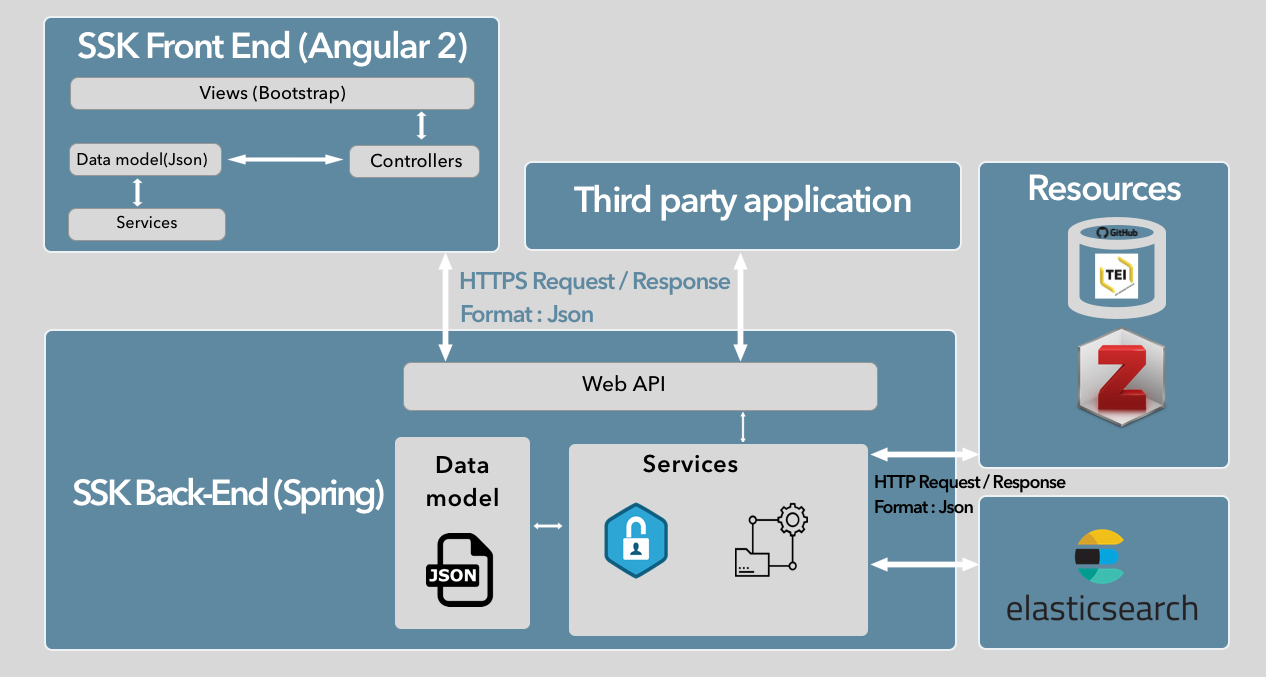 SSK Front End (Angular 2)
Views (Bootstrap)
Data model(Json)
Controllers
Services
Third party application
Resources
GitHub
TEI
Z
HTTPS Request / Response
Format : Json
Web API
SSK Back-End (Spring)
Data
model
JSON
Services
HTTP Request / Response
Format : Json
elasticsearch